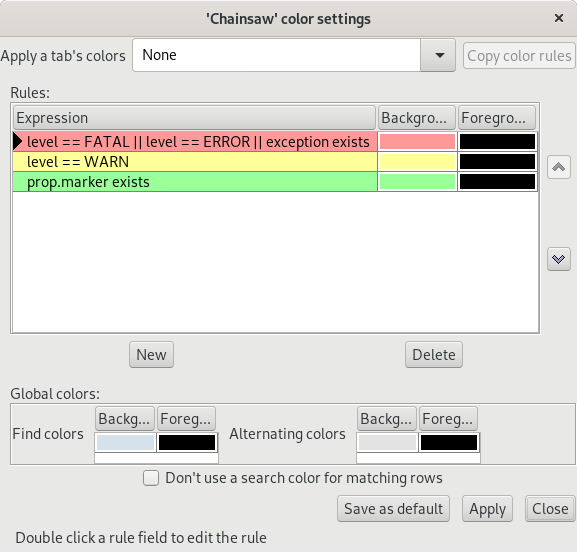 'Chainsaw' color settings
Apply a tab's colors None Copy color rules
Rules:
Expression Backgro... Foregro...
level == FATAL || level == ERROR || exception exists
level == WARN
prop.marker exists
New Delete
Global colors:
Find colors Backg... Foreg... Alternating colors Backg... Foreg...
Don't use a search color for matching rows
Save as default Apply Close
Double click a rule field to edit the rule